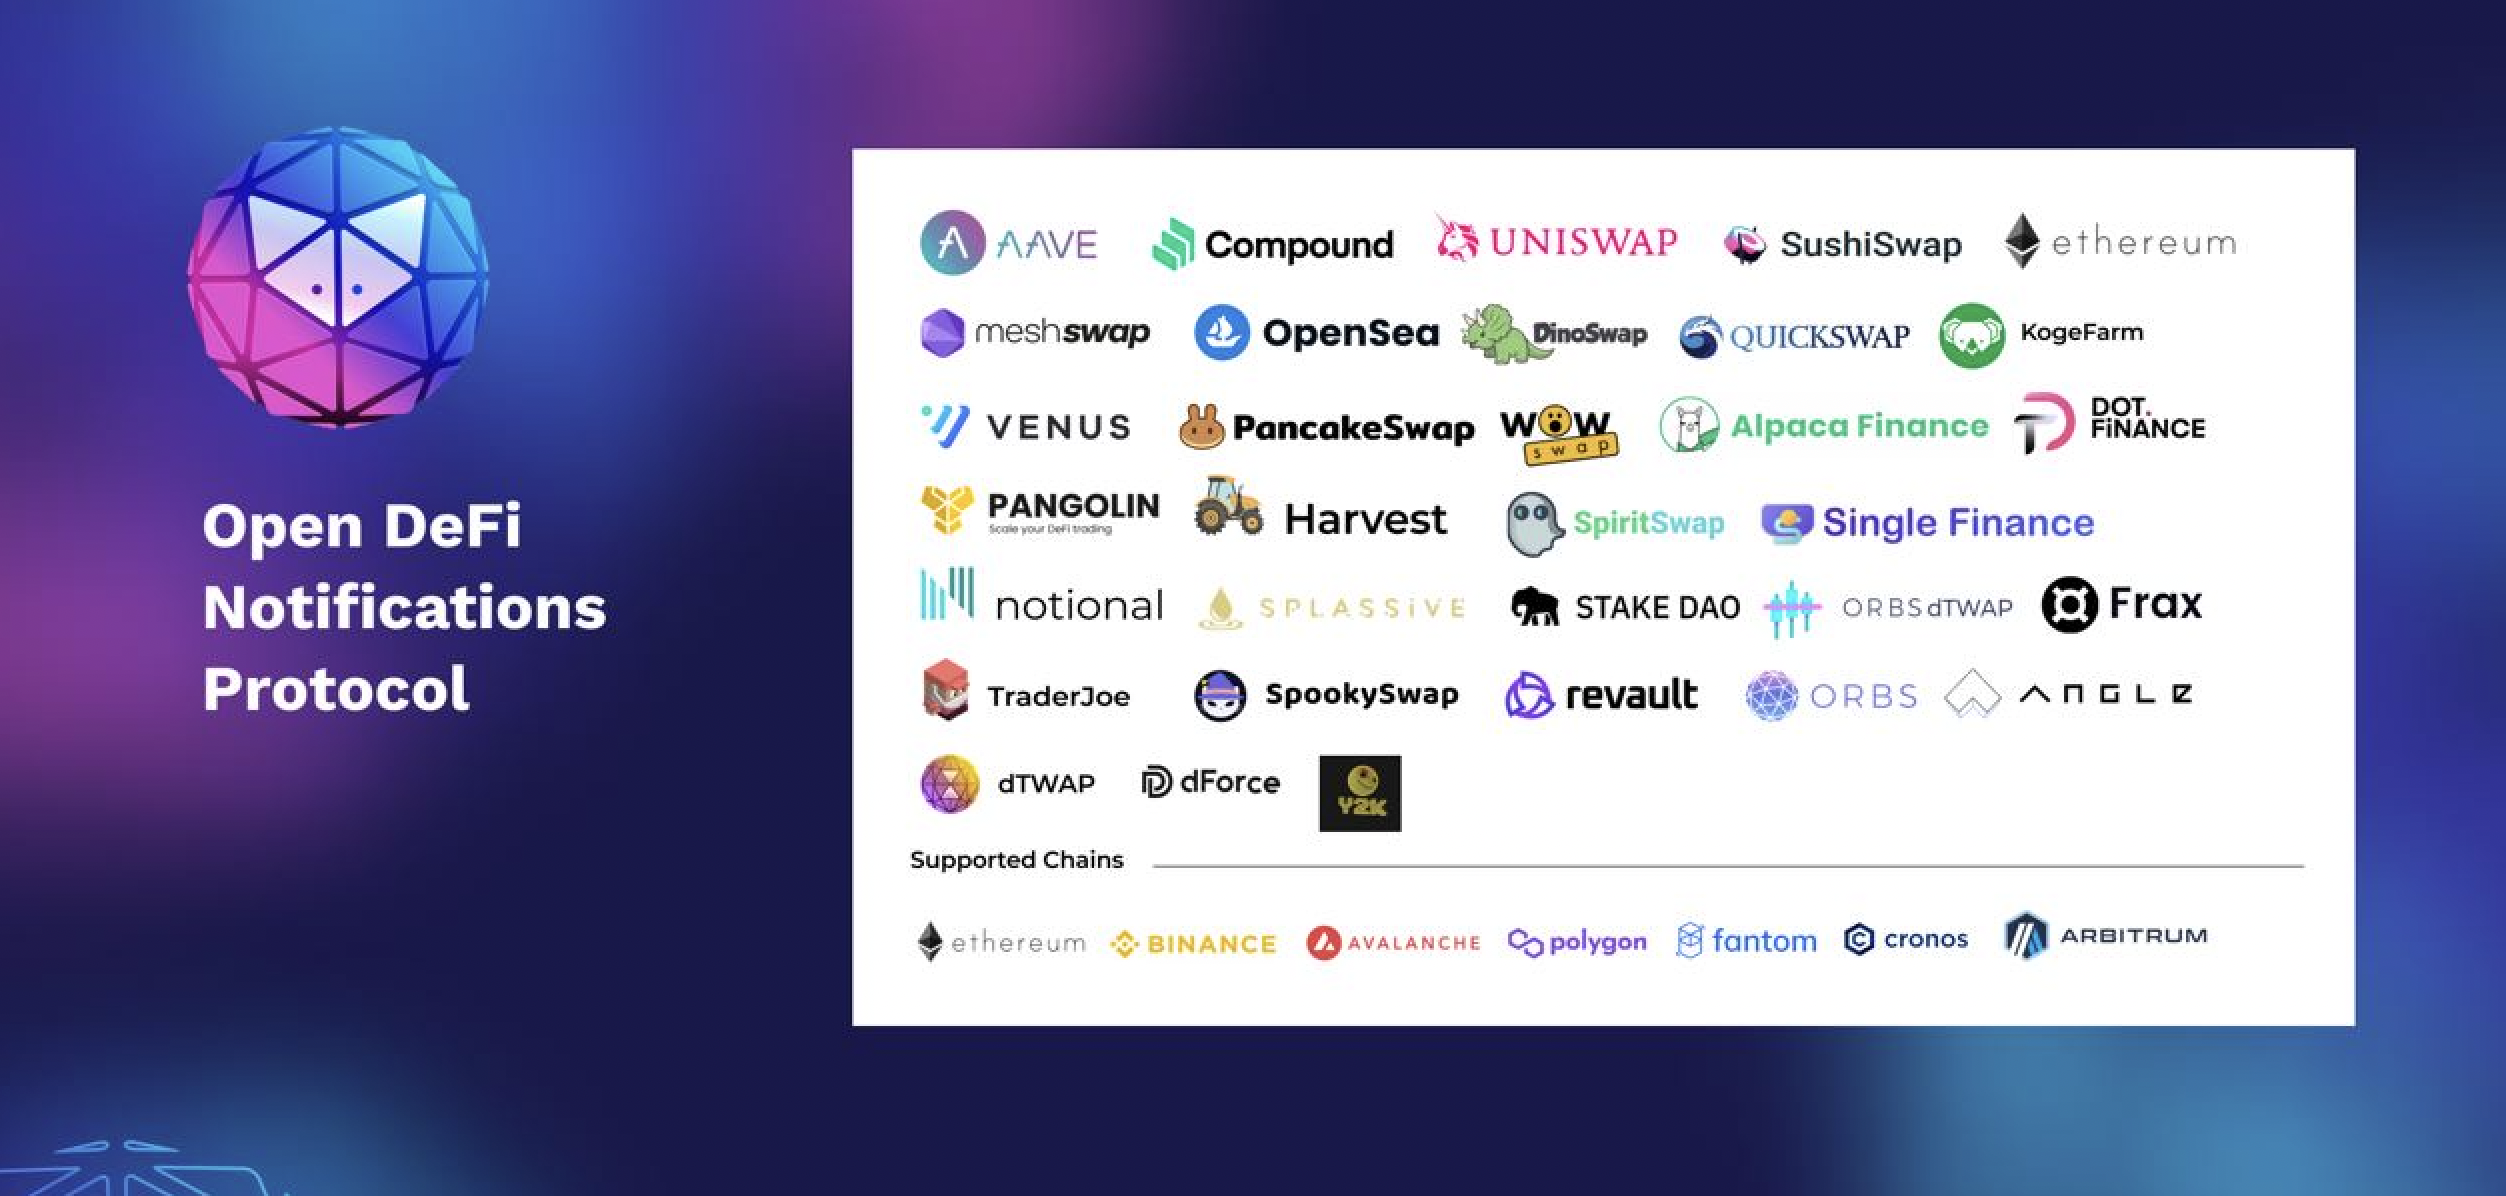 Open DeFi
Notifications
Protocol
AAVE Compound UNISWAP SushiSwap ethereum
meshswap OpenSea DinoSwap QUICKSWAP KogeFarm
VENUS PancakeSwap WOW swap Alpaca Finance DOT. FiNANCE
PANGOLIN Scale your DeFi trading Harvest SpiritSwap Single Finance
notional SPLASSiVE STAKE DAO ORBS dTWAP Frax
TraderJoe SpookySwap revault ORBS ANGLE
dTWAP dForce Y2K
Supported Chains
ethereum BINANCE AVALANCHE polygon fantom cronos ARBITRUM